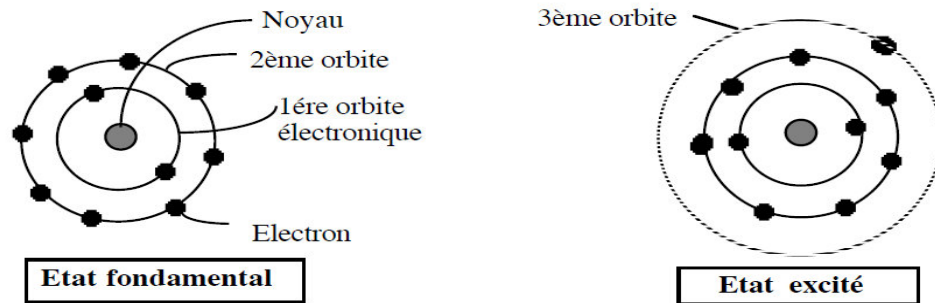 Noyau
2ème orbite
1ére orbite
électronique
Electron
Etat fondamental
3ème orbite
Etat excité